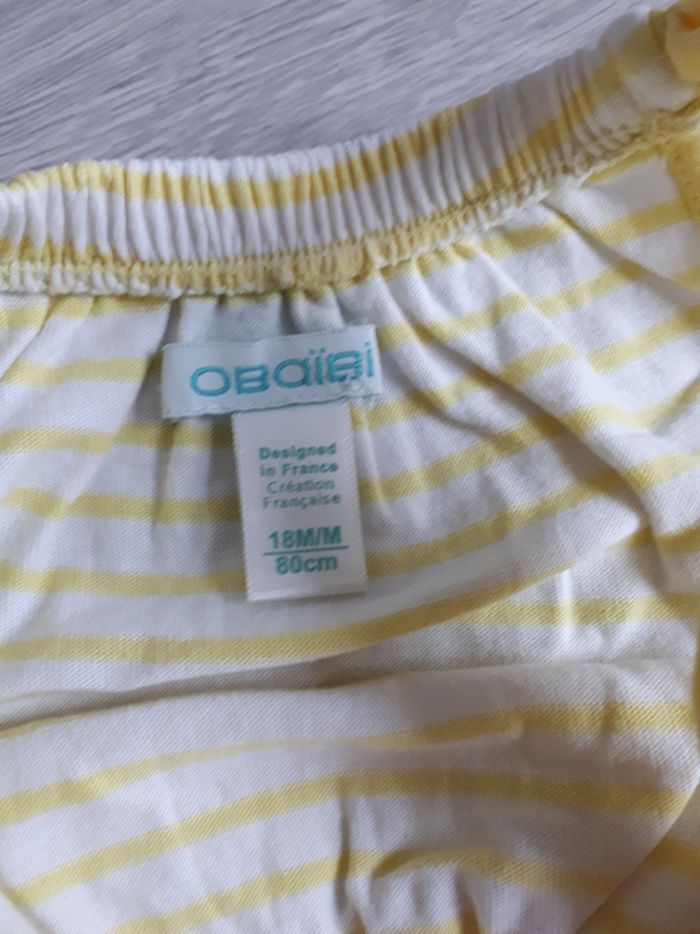 OBaïBi
Designed
in France
Création
Française
18M/M
80cm